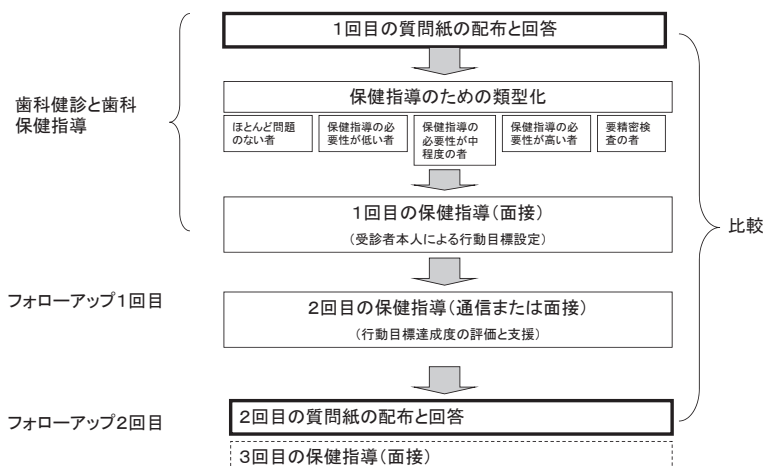 1回目の質問紙の配布と回答
歯科健診と歯科
保健指導
保健指導のための類型化
ほとんど問題
のない者
保健指導の必
要性が低い者
保健指導の
必要性が中
程度の者
保健指導の必
要性が高い者
要精密検
査の者
1回目の保健指導(面接)
(受診者本人による行動目標設定)
比較
フォローアップ1回目
2回目の保健指導(通信または面接)
(行動目標達成度の評価と支援)
フォローアップ2回目
2回目の質問紙の配布と回答
3回目の保健指導(面接)